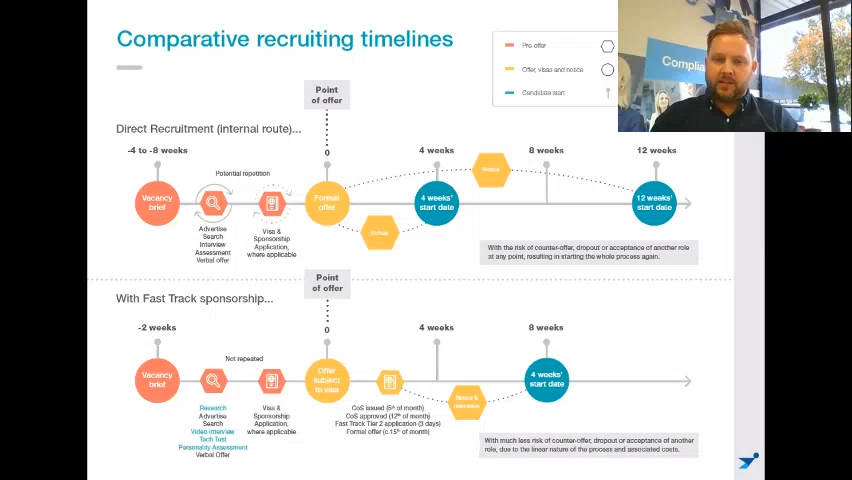 Comparative recruiting timelines
Pre-offer
Offer, visas and notice
Candidate start
Complia
Point
of offer
Direct Recruitment (internal route)...
-4 to -8 weeks
0
4 weeks
8 weeks
12 weeks
Potential repetition
Vacancy
brief
Formal
offer
4 weeks'
start date
12 weeks'
start date
Notice
Notice
Advertise
Search
Interview
Assessment
Verbal offer
Visa &
Sponsorship
Application,
where applicable
With the risk of counter-offer, dropout or acceptance of another role
at any point, resulting in starting the whole process again.
Point
of offer
With Fast Track sponsorship...
-2 weeks
0
4 weeks
8 weeks
Not repeated
Vacancy
brief
Offer
subject
to visa
4 weeks'
start date
Notice &
relocation
Research
Advertise
Search
Video interview
Tech Test
Personality Assessment
Verbal Offer
Visa &
Sponsorship
Application,
where applicable
CoS issued (5th of month)
CoS approved (12th of month)
Fast Track Tier 2 application (3 days)
Formal offer (c.15th of month)
With much less risk of counter-offer, dropout or acceptance of another
role, due to the linear nature of the process and associated costs.